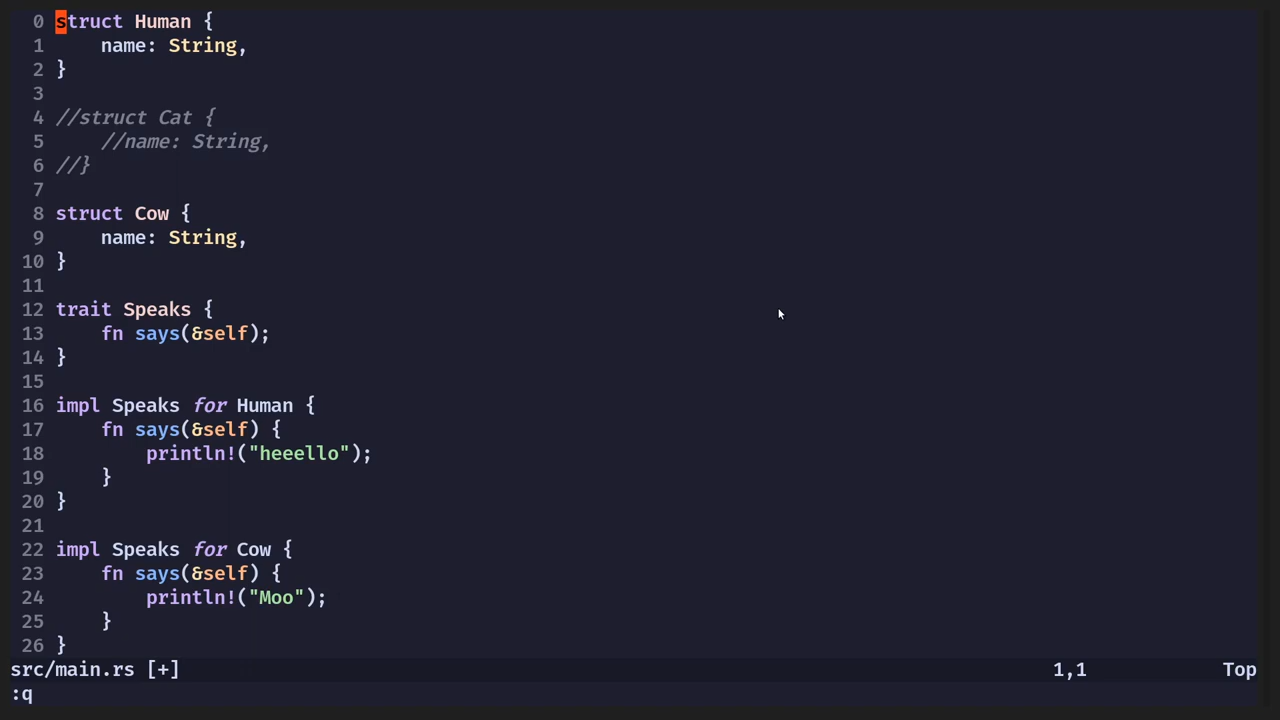 0 struct Human {
1     name: String,
2 }
3
4 //struct Cat {
5     //name: String,
6 //}
7
8 struct Cow {
9     name: String,
10 }
11
12 trait Speaks {
13     fn says(&self);
14 }
15
16 impl Speaks for Human {
17     fn says(&self) {
18         println!("heeello");
19     }
20 }
21
22 impl Speaks for Cow {
23     fn says(&self) {
24         println!("Moo");
25     }
26 }
src/main.rs [+] 1,1 Top
:q